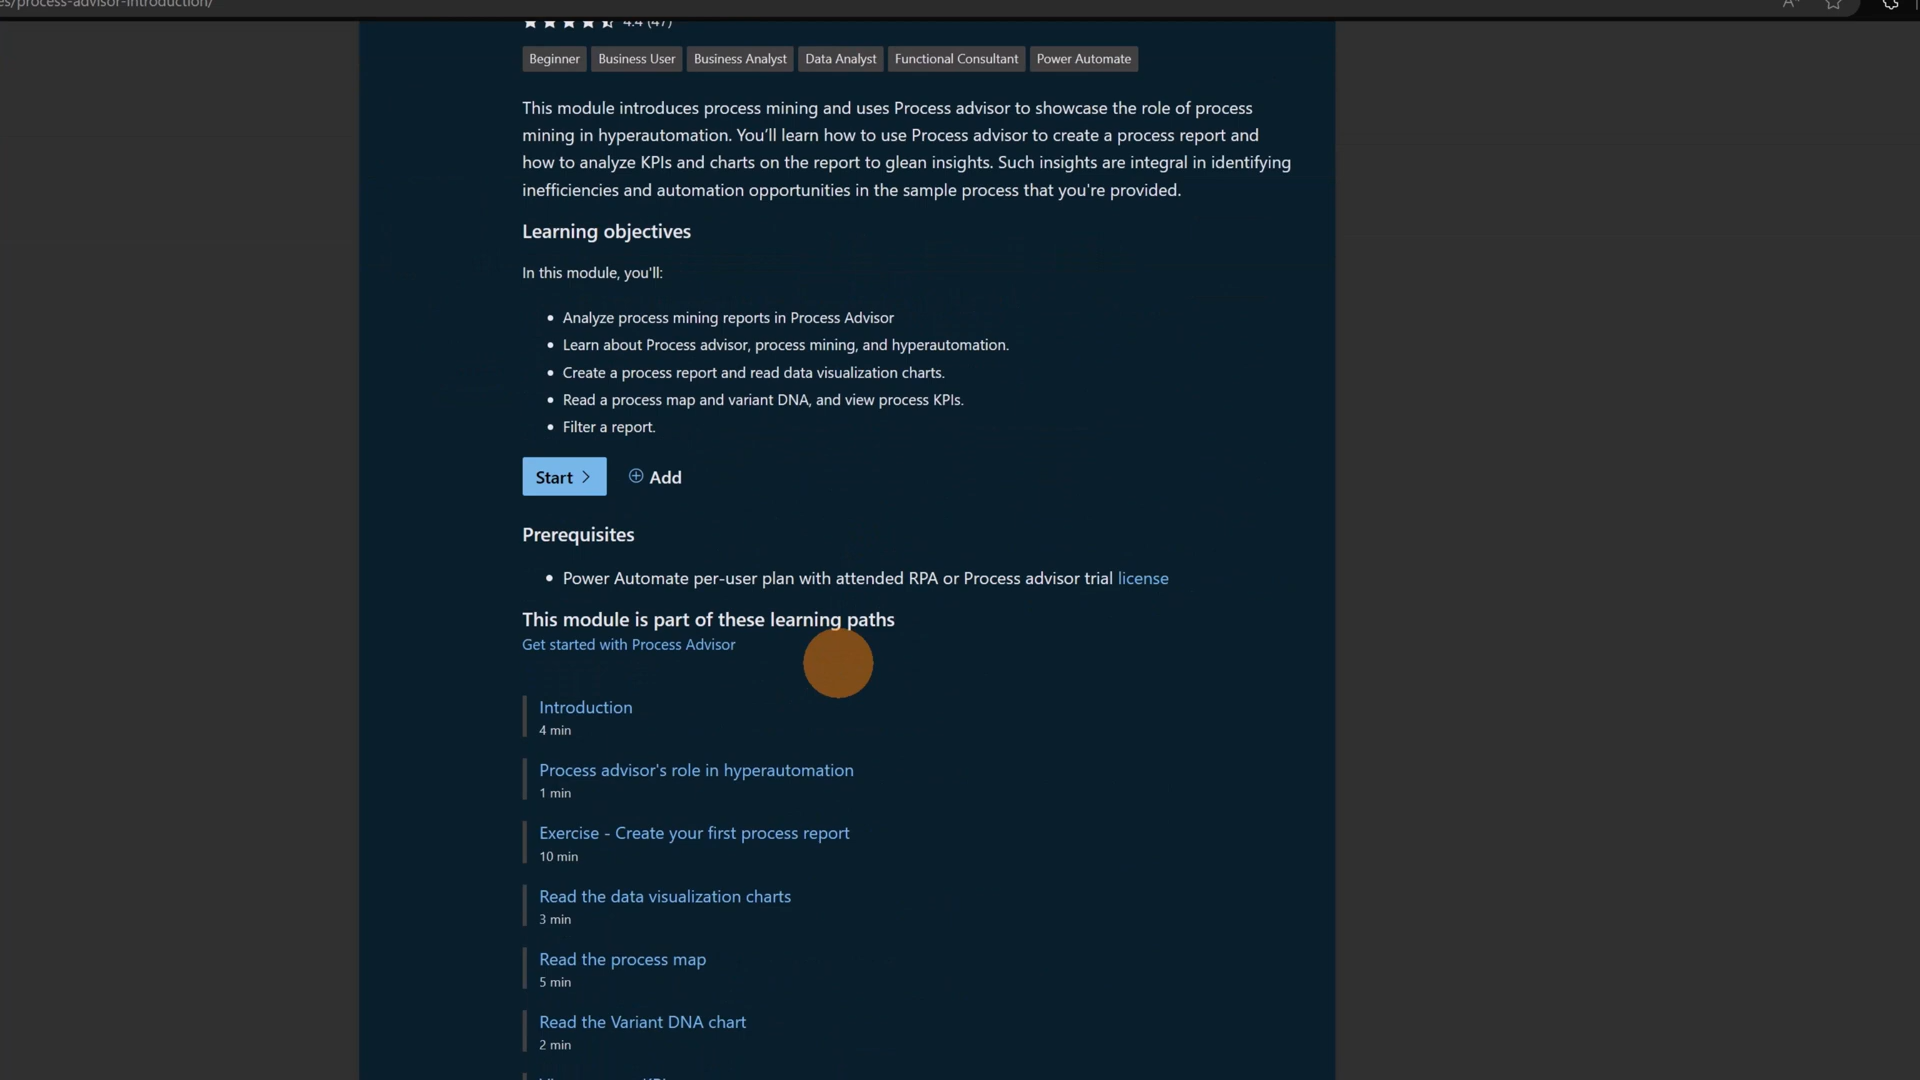 es/process-advisor-introduction/
4.4 (47)
Beginner
Business User
Business Analyst
Data Analyst
Functional Consultant
Power Automate
This module introduces process mining and uses Process advisor to showcase the role of process
mining in hyperautomation. You'll learn how to use Process advisor to create a process report and
how to analyze KPIs and charts on the report to glean insights. Such insights are integral in identifying
inefficiencies and automation opportunities in the sample process that you're provided.
Learning objectives
In this module, you'll:
• Analyze process mining reports in Process Advisor
• Learn about Process advisor, process mining, and hyperautomation.
• Create a process report and read data visualization charts.
• Read a process map and variant DNA, and view process KPIs.
• Filter a report.
Start
Add
Prerequisites
• Power Automate per-user plan with attended RPA or Process advisor trial license
This module is part of these learning paths
Get started with Process Advisor
Introduction
4 min
Process advisor's role in hyperautomation
1 min
Exercise - Create your first process report
10 min
Read the data visualization charts
3 min
Read the process map
5 min
Read the Variant DNA chart
2 min